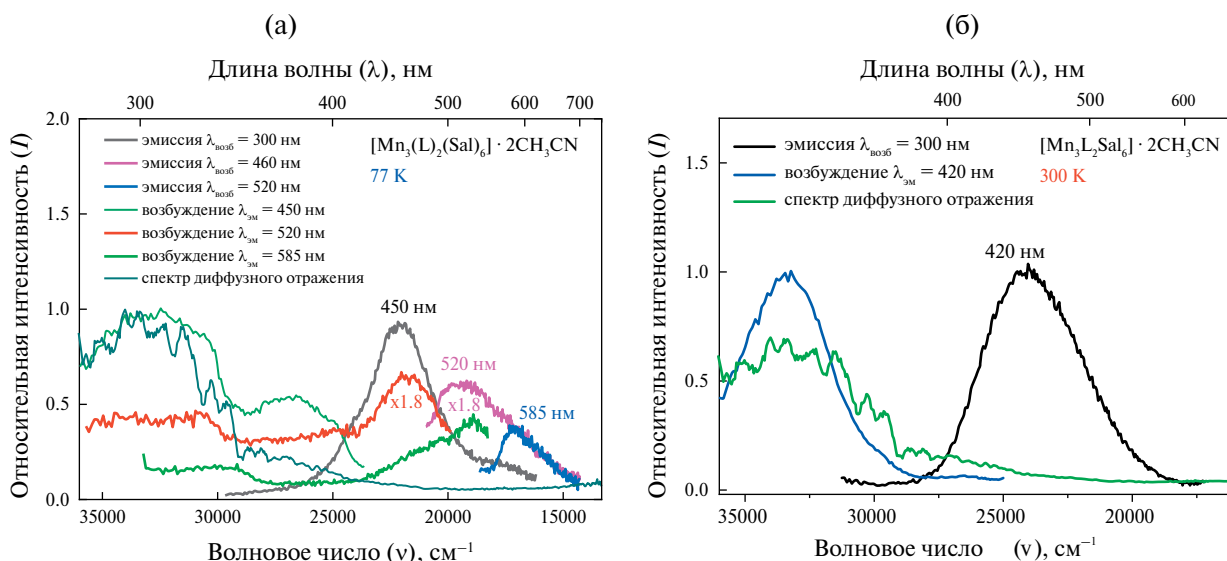 (а)
Длина волны (λ), нм
300
400
500
600
700
2.0
1.5
1.0
0.5
0.0
Относительная интенсивность (I)
эмиссия λвозб = 300 нм
эмиссия λвозб = 460 нм
эмиссия λвозб = 520 нм
возбуждение λэм = 450 нм
возбуждение λэм = 520 нм
возбуждение λэм = 585 нм
спектр диффузного отражения
[Mn3(L)2(Sal)6] · 2CH3CN
77 K
450 нм
520 нм
x1.8
x1.8
585 нм
35000
30000
25000
20000
15000
Волновое число (ν), см−1
(б)
Длина волны (λ), нм
400
500
600
1.5
1.0
0.5
0.0
Относительная интенсивность (I)
эмиссия λвозб = 300 нм
возбуждение λэм = 420 нм
спектр диффузного отражения
[Mn3L2Sal6] · 2CH3CN
300 K
420 нм
35000
30000
25000
20000
Волновое число (ν), см−1